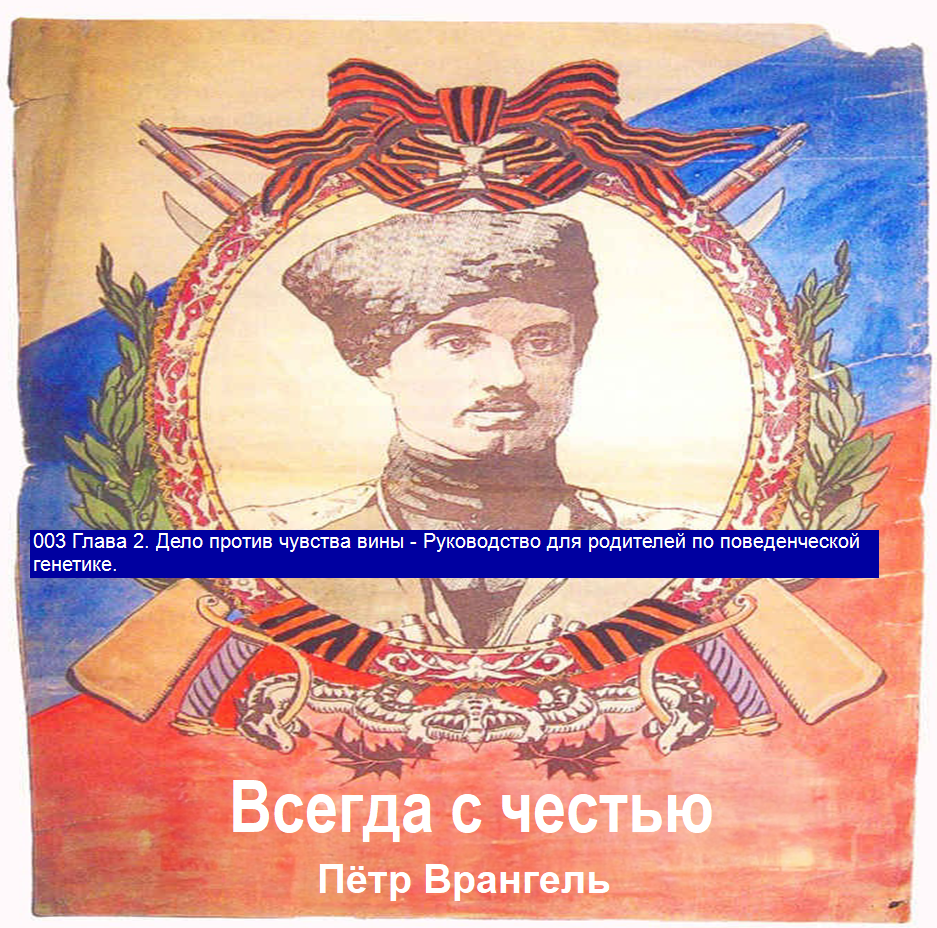 003 Глава 2. Дело против чувства вины - Руководство для родителей по поведенческой
генетике.
Всегда с честью
Пётр Врангель